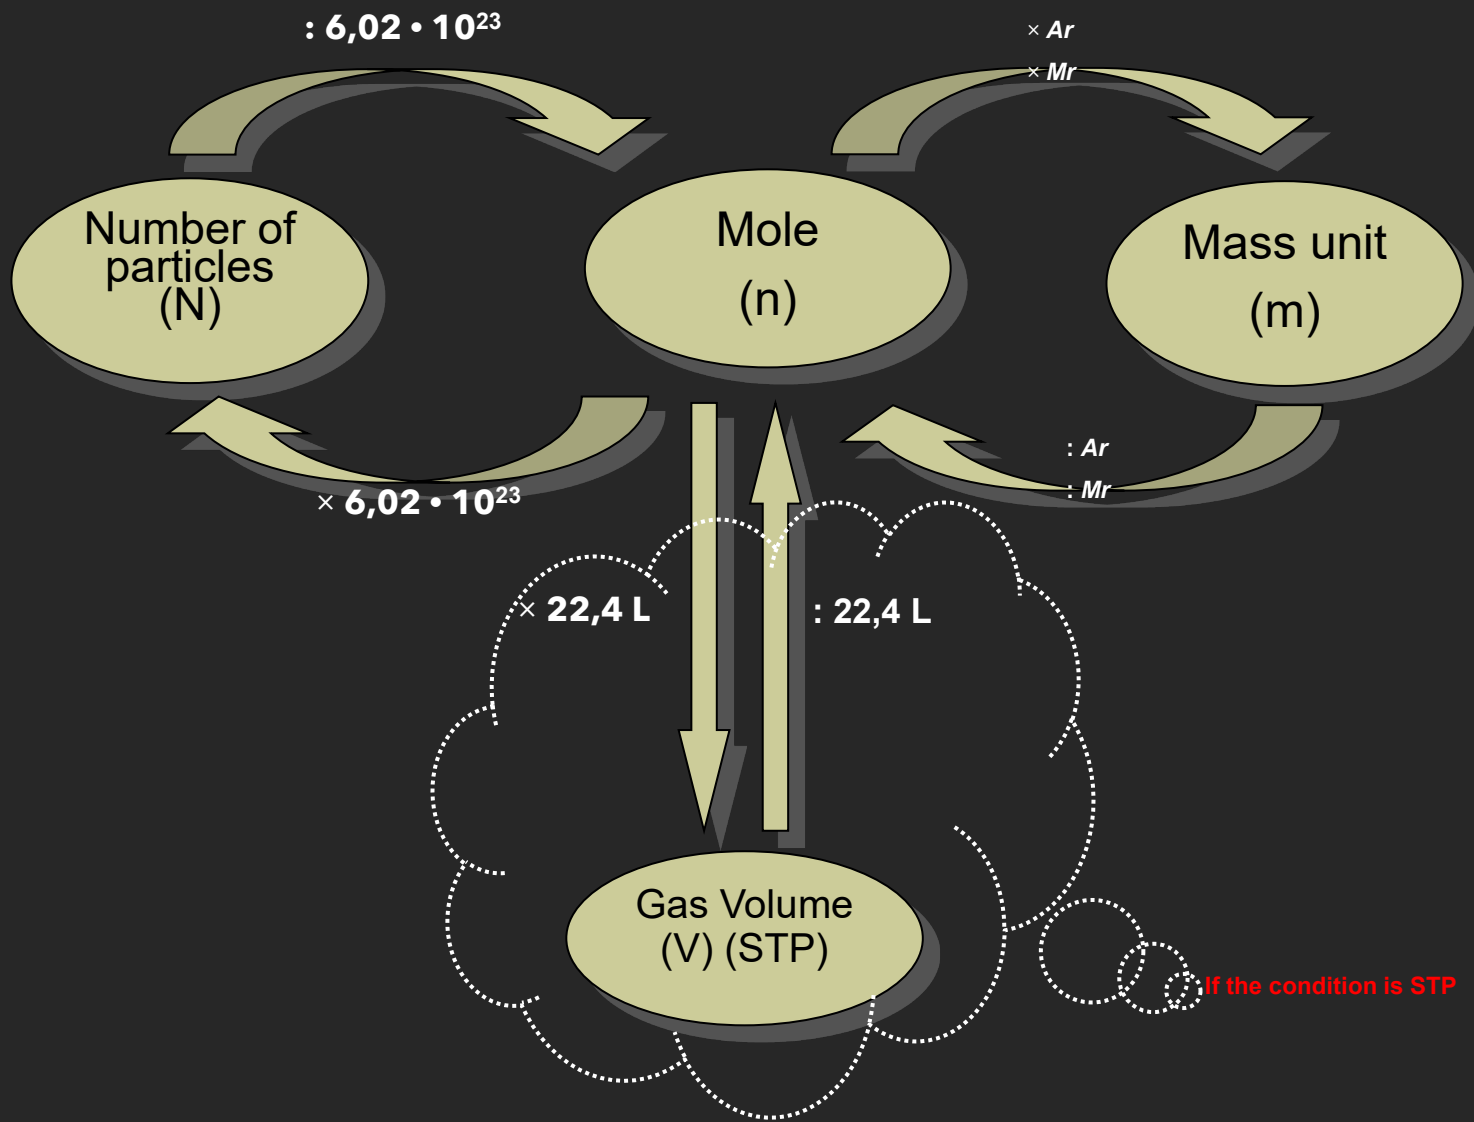 : 6,02 • 10²³
× Ar
× Mr
Number of
particles
(N)
Mole
(n)
Mass unit
(m)
× 6,02 • 10²³
: Ar
: Mr
× 22,4 L
: 22,4 L
Gas Volume
(V) (STP)
If the condition is STP